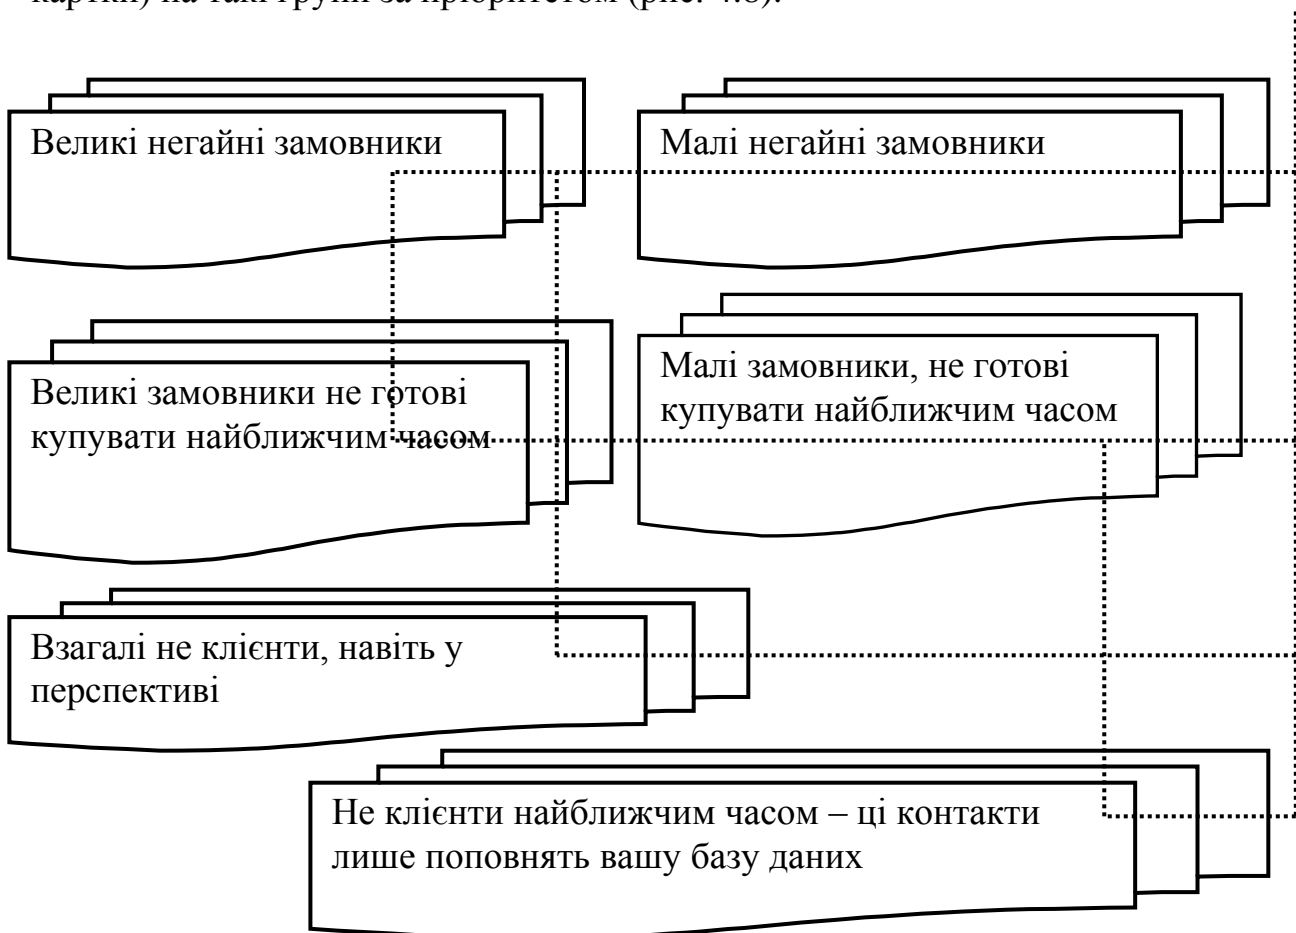 картки) на такі групи за пріоритетом (рис. 4.8):
Великі негайні замовники
Малі негайні замовники
Великі замовники не готові
купувати найближчим часом
Малі замовники, не готові
купувати найближчим часом
Взагалі не клієнти, навіть у
перспективі
Не клієнти найближчим часом – ці контакти
лише поповнять вашу базу даних